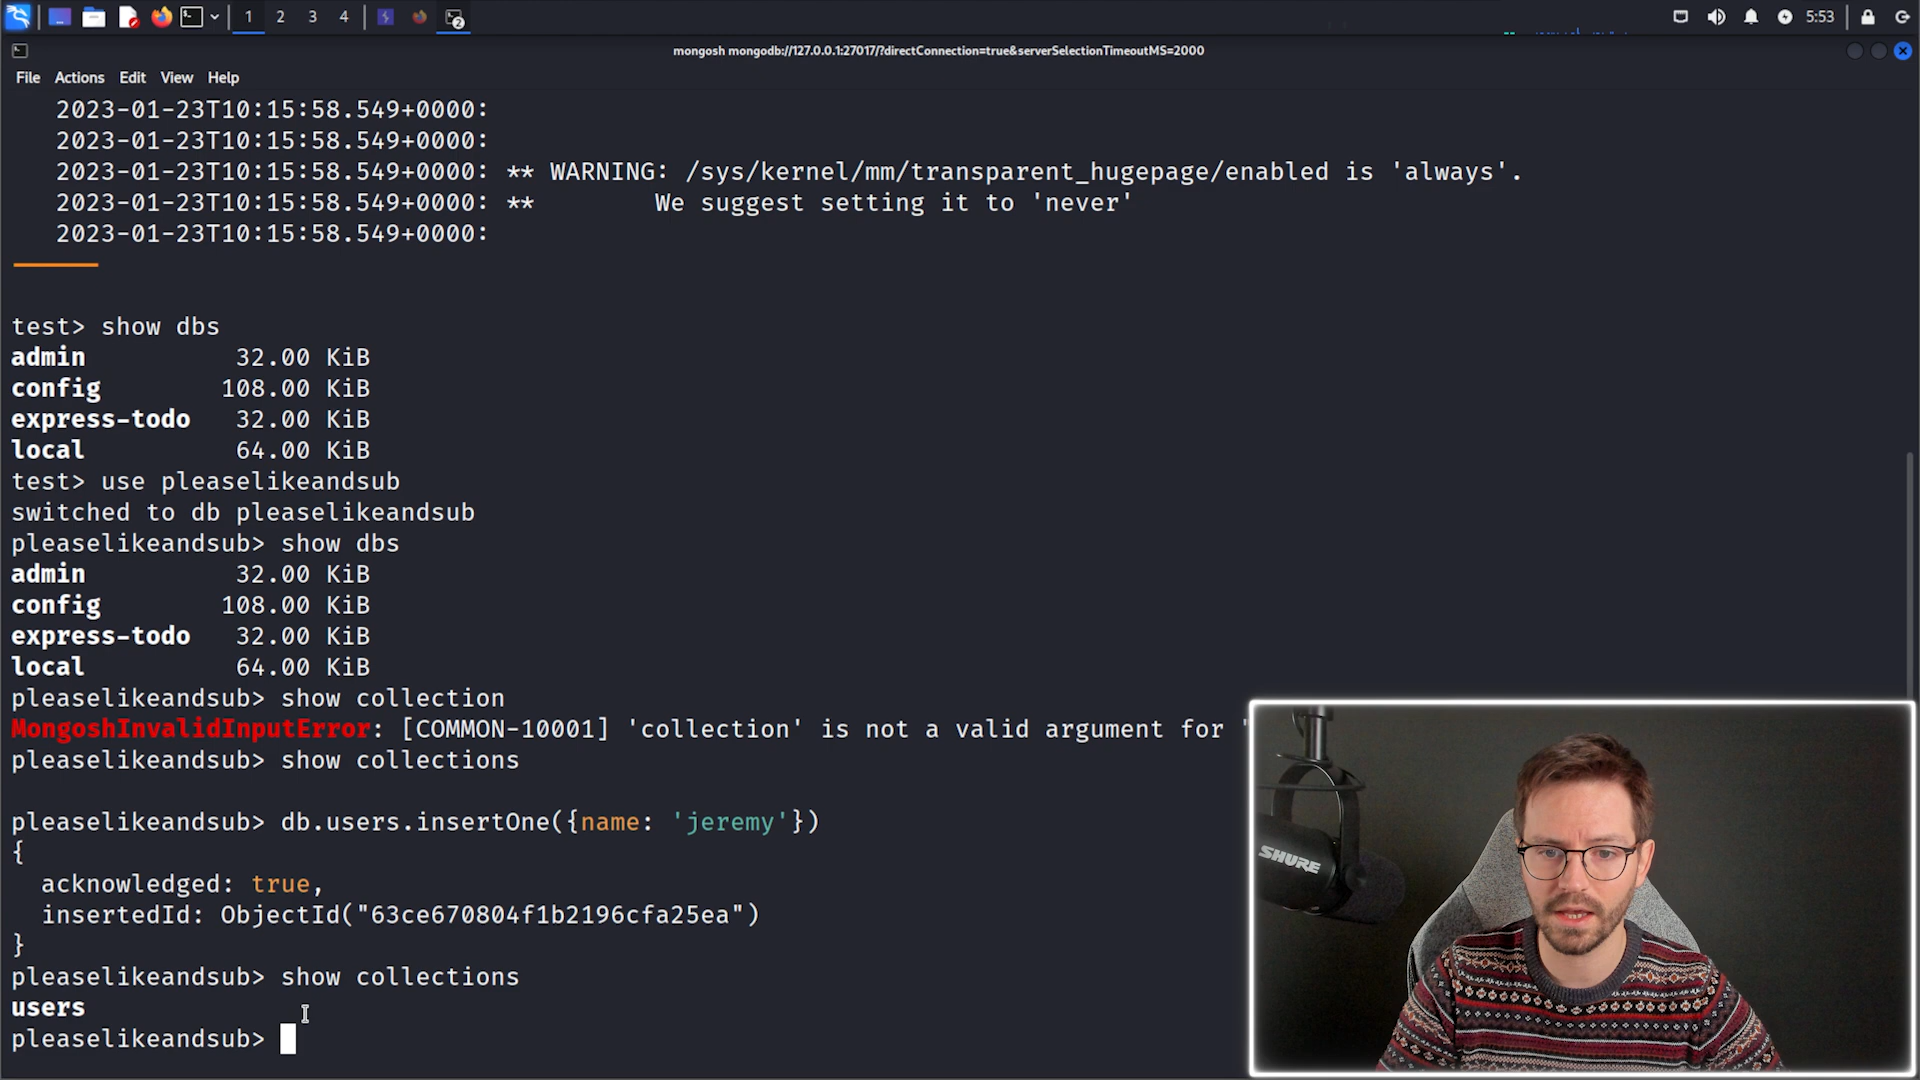 1 2 3 4 5:53
mongosh mongodb://127.0.0.1:27017/?directConnection=true&serverSelectionTimeoutMS=2000
File Actions Edit View Help
2023-01-23T10:15:58.549+0000:
2023-01-23T10:15:58.549+0000:
2023-01-23T10:15:58.549+0000: ** WARNING: /sys/kernel/mm/transparent_hugepage/enabled is 'always'.
2023-01-23T10:15:58.549+0000: ** We suggest setting it to 'never'
2023-01-23T10:15:58.549+0000:
test> show dbs
admin 32.00 KiB
config 108.00 KiB
express-todo 32.00 KiB
local 64.00 KiB
test> use pleaselikeandsub
switched to db pleaselikeandsub
pleaselikeandsub> show dbs
admin 32.00 KiB
config 108.00 KiB
express-todo 32.00 KiB
local 64.00 KiB
pleaselikeandsub> show collection
MongoshInvalidInputError: [COMMON-10001] 'collection' is not a valid argument for "
pleaselikeandsub> show collections
pleaselikeandsub> db.users.insertOne({name: 'jeremy'})
{
acknowledged: true,
insertedId: ObjectId("63ce670804f1b2196cfa25ea")
}
pleaselikeandsub> show collections
users
pleaselikeandsub>
SHURE